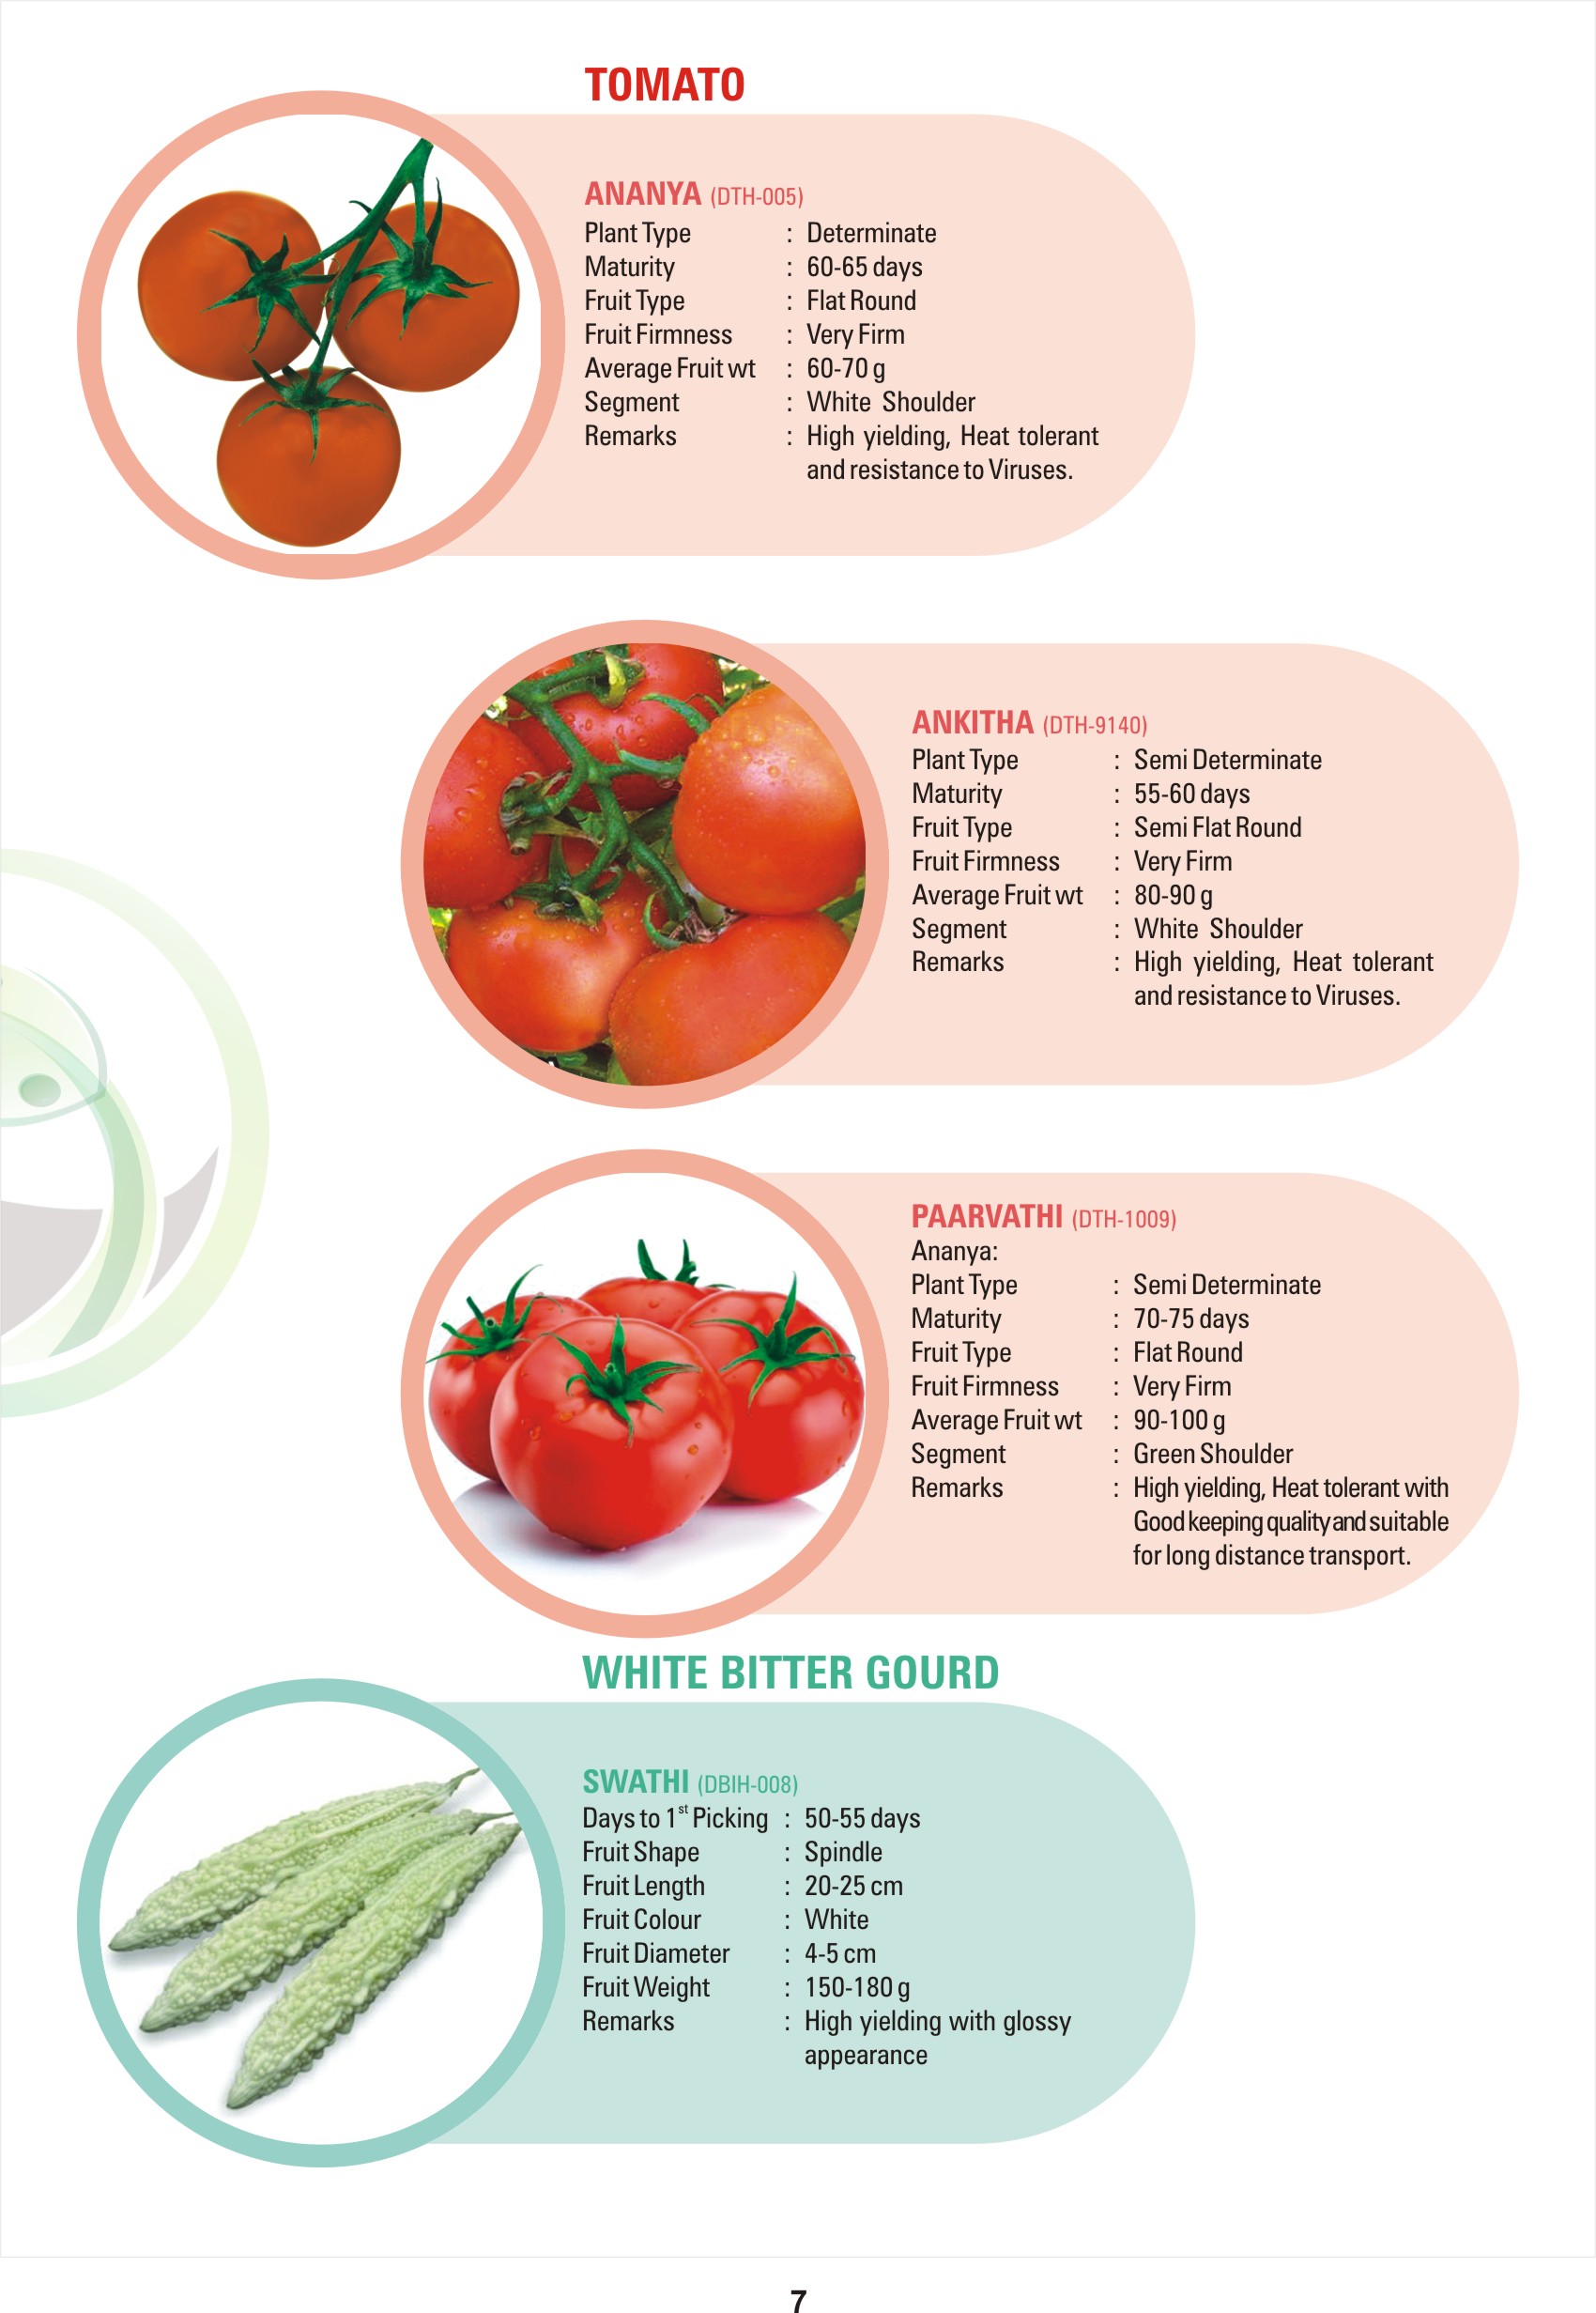 TOMATO
ANANYA (DTH-005)
Plant Type : Determinate
Maturity : 60-65 days
Fruit Type : Flat Round
Fruit Firmness : Very Firm
Average Fruit wt : 60-70 g
Segment : White Shoulder
Remarks : High yielding, Heat tolerant
and resistance to Viruses.
ANKITHA (DTH-9140)
Plant Type : Semi Determinate
Maturity : 55-60 days
Fruit Type : Semi Flat Round
Fruit Firmness : Very Firm
Average Fruit wt : 80-90 g
Segment : White Shoulder
Remarks : High yielding, Heat tolerant
and resistance to Viruses.
PAARVATHI (DTH-1009)
Ananya:
Plant Type : Semi Determinate
Maturity : 70-75 days
Fruit Type : Flat Round
Fruit Firmness : Very Firm
Average Fruit wt : 90-100 g
Segment : Green Shoulder
Remarks : High yielding, Heat tolerant with
Good keeping quality and suitable
for long distance transport.
WHITE BITTER GOURD
SWATHI (DBIH-008)
Days to 1st Picking : 50-55 days
Fruit Shape : Spindle
Fruit Length : 20-25 cm
Fruit Colour : White
Fruit Diameter : 4-5 cm
Fruit Weight : 150-180 g
Remarks : High yielding with glossy
appearance
7